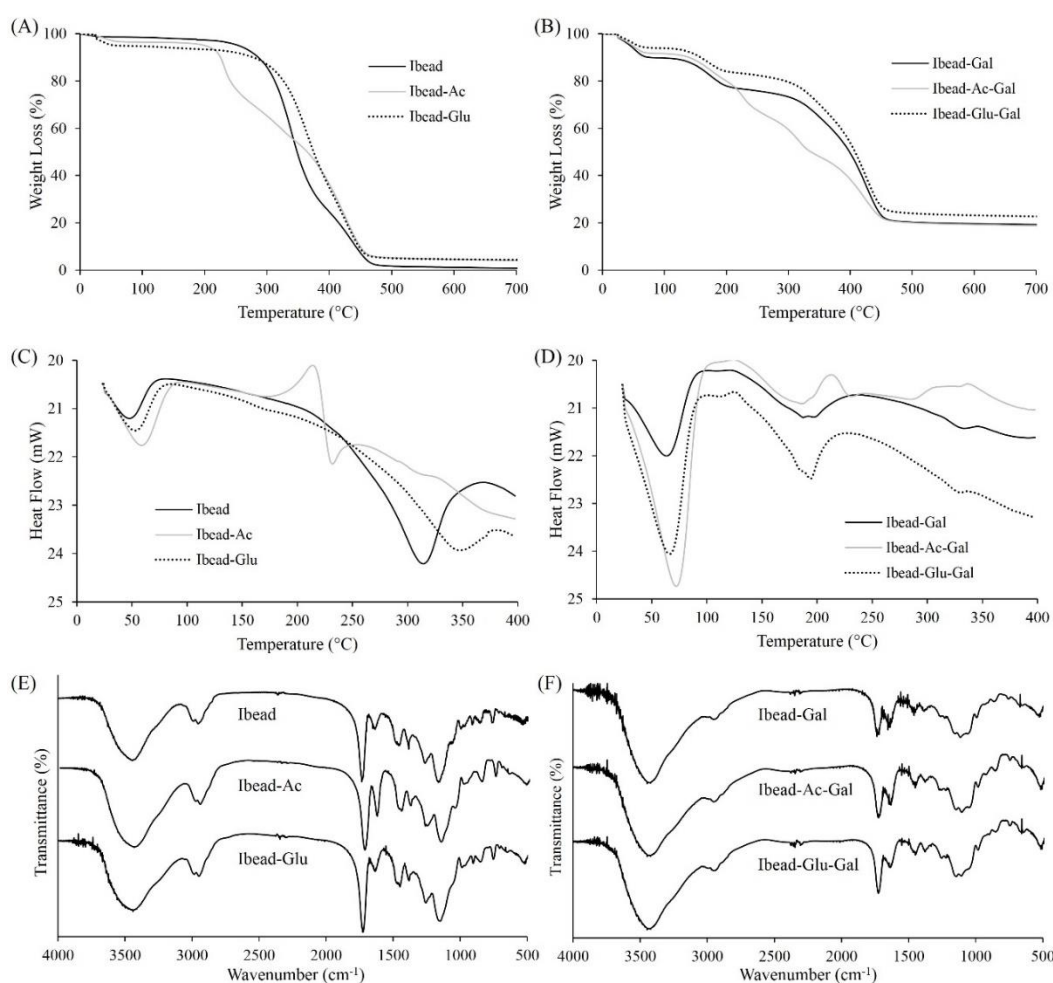 (A)
100
80
60
40
20
0
Weight Loss (%)
Ibead
Ibead-Ac
Ibead-Glu
0 100 200 300 400 500 600 700
Temperature (°C)
(B)
100
80
60
40
20
0
Weight Loss (%)
Ibead-Gal
Ibead-Ac-Gal
Ibead-Glu-Gal
0 100 200 300 400 500 600 700
Temperature (°C)
(C)
20
21
22
23
24
25
Heat Flow (mW)
Ibead
Ibead-Ac
Ibead-Glu
0 50 100 150 200 250 300 350 400
Temperature (°C)
(D)
20
21
22
23
24
25
Heat Flow (mW)
Ibead-Gal
Ibead-Ac-Gal
Ibead-Glu-Gal
0 50 100 150 200 250 300 350 400
Temperature (°C)
(E)
Transmittance (%)
Ibead
Ibead-Ac
Ibead-Glu
4000 3500 3000 2500 2000 1500 1000 500
Wavenumber (cm-1)
(F)
Transmittance (%)
Ibead-Gal
Ibead-Ac-Gal
Ibead-Glu-Gal
4000 3500 3000 2500 2000 1500 1000 500
Wavenumber (cm-1)